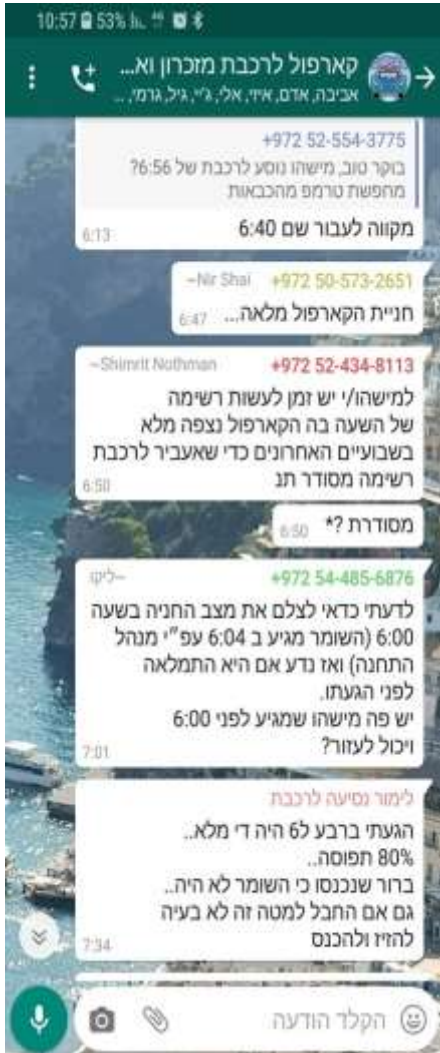 10:57 53%
קארפול לרכבת מזכרון וא...
אביבה, אדם, איזי, אלי, ג'יי, גיל, גרמי, ...
+972 52-554-3775
בוקר טוב, מישהו נוסע לרכבת של 6:56?
מחפשת טרמפ מהכבאות
מקווה לעבור שם 6:40
6:13
+972 50-573-2651 ~Nir Shai
חניית הקארפול מלאה...
6:47
+972 52-434-8113 ~Shimrit Nothman
למישהו/י יש זמן לעשות רשימה
של השעה בה הקארפול נצפה מלא
בשבועיים האחרונים כדי שאעביר לרכבת
רשימה מסודר תנ
6:50
מסודרת ?*
6:50
+972 54-485-6876 ~ליקו
לדעתי כדאי לצלם את מצב החניה בשעה
6:00 (השומר מגיע ב 6:04 עפ״י מנהל
התחנה) ואז נדע אם היא התמלאה
לפני הגעתו.
יש פה מישהו שמגיע לפני 6:00
ויכול לעזור?
7:01
לימור נסיעה לרכבת
הגעתי ברבע ל6 היה די מלא..
80% תפוסה..
ברור שנכנסו כי השומר לא היה..
גם אם החבל למטה זה לא בעיה
להזיז ולהכנס
7:34
הקלד הודעה